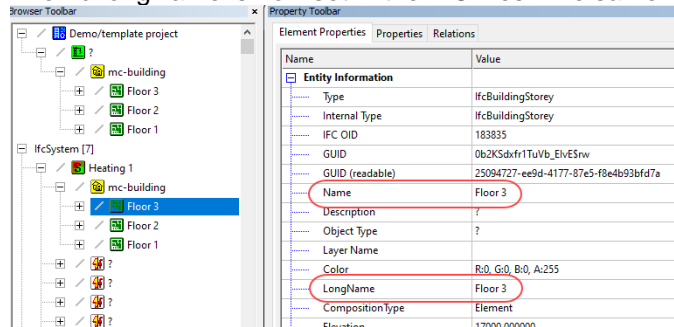 Browser Toolbar
×
Property Toolbar
Demo/template project
?
mc-building
Floor 3
Floor 2
Floor 1
IfcSystem [7]
Heating 1
mc-building
Floor 3
Floor 2
Floor 1
?
?
?
?
Element Properties Properties Relations
Name Value
Entity Information
Type IfcBuildingStorey
Internal Type IfcBuildingStorey
IFC OID 183835
GUID 0b2KSdxfr1TuVb_ElvE$rw
GUID (readable) 25094727-ee9d-4177-87e5-f8e4b93bfd7a
Name Floor 3
Description ?
Object Type ?
Layer Name
Color R:0, G:0, B:0, A:255
LongName Floor 3
CompositionType Element
Elevation 17000.000000